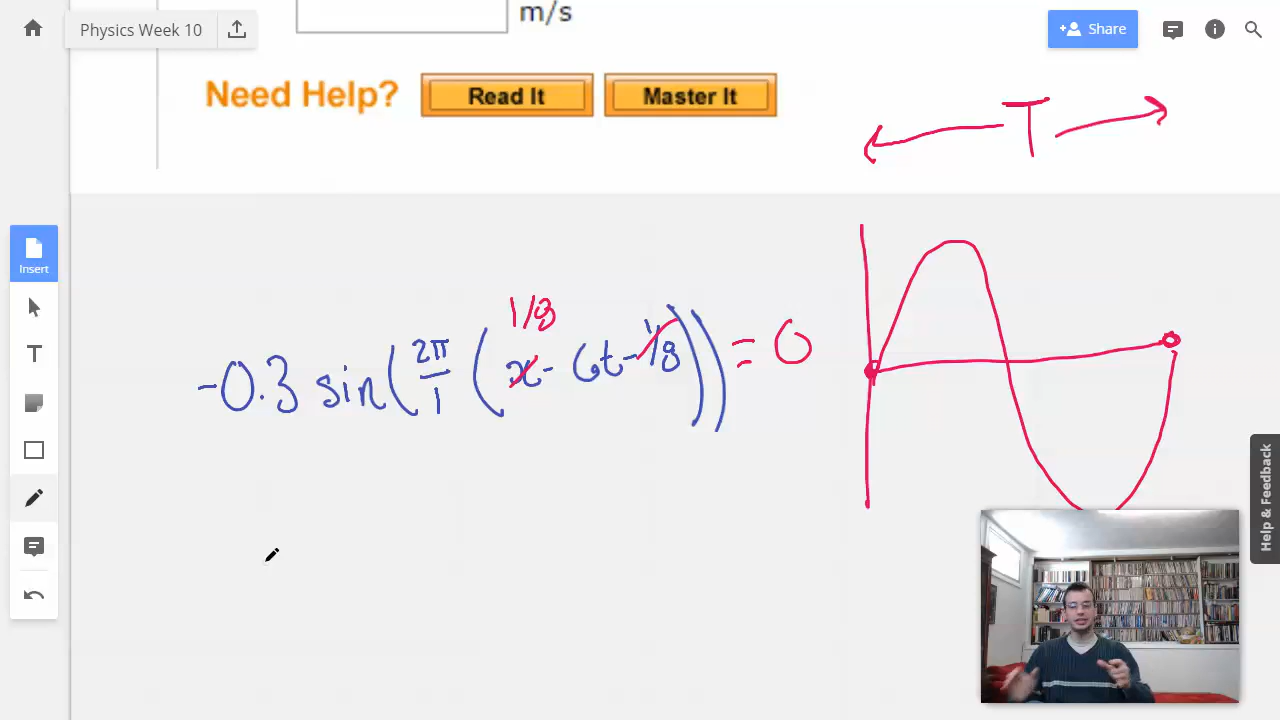 Physics Week 10
m/s
Share
Need Help? Read It Master It
T
Insert
1/8
-0.3 sin(2π/1 (x - 6t - 1/8)) = 0
T
Help & Feedback